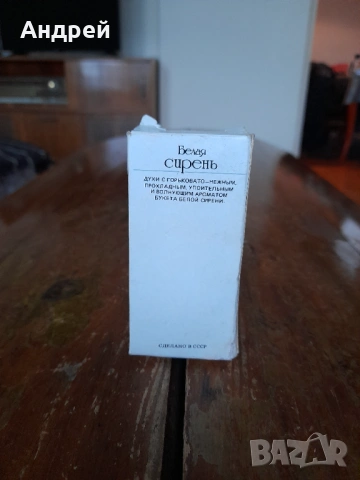 Андрей
Белая
сирень
ДУХИ С ГОРЬКОВАТО-НЕЖНЫМ,
ПРОХЛАДНЫМ, УПОИТЕЛЬНЫМ
И ВОЛНУЮЩИМ АРОМАТОМ
БУКЕТА БЕЛОЙ СИРЕНИ
СДЕЛАНО В СССР
BAZAR